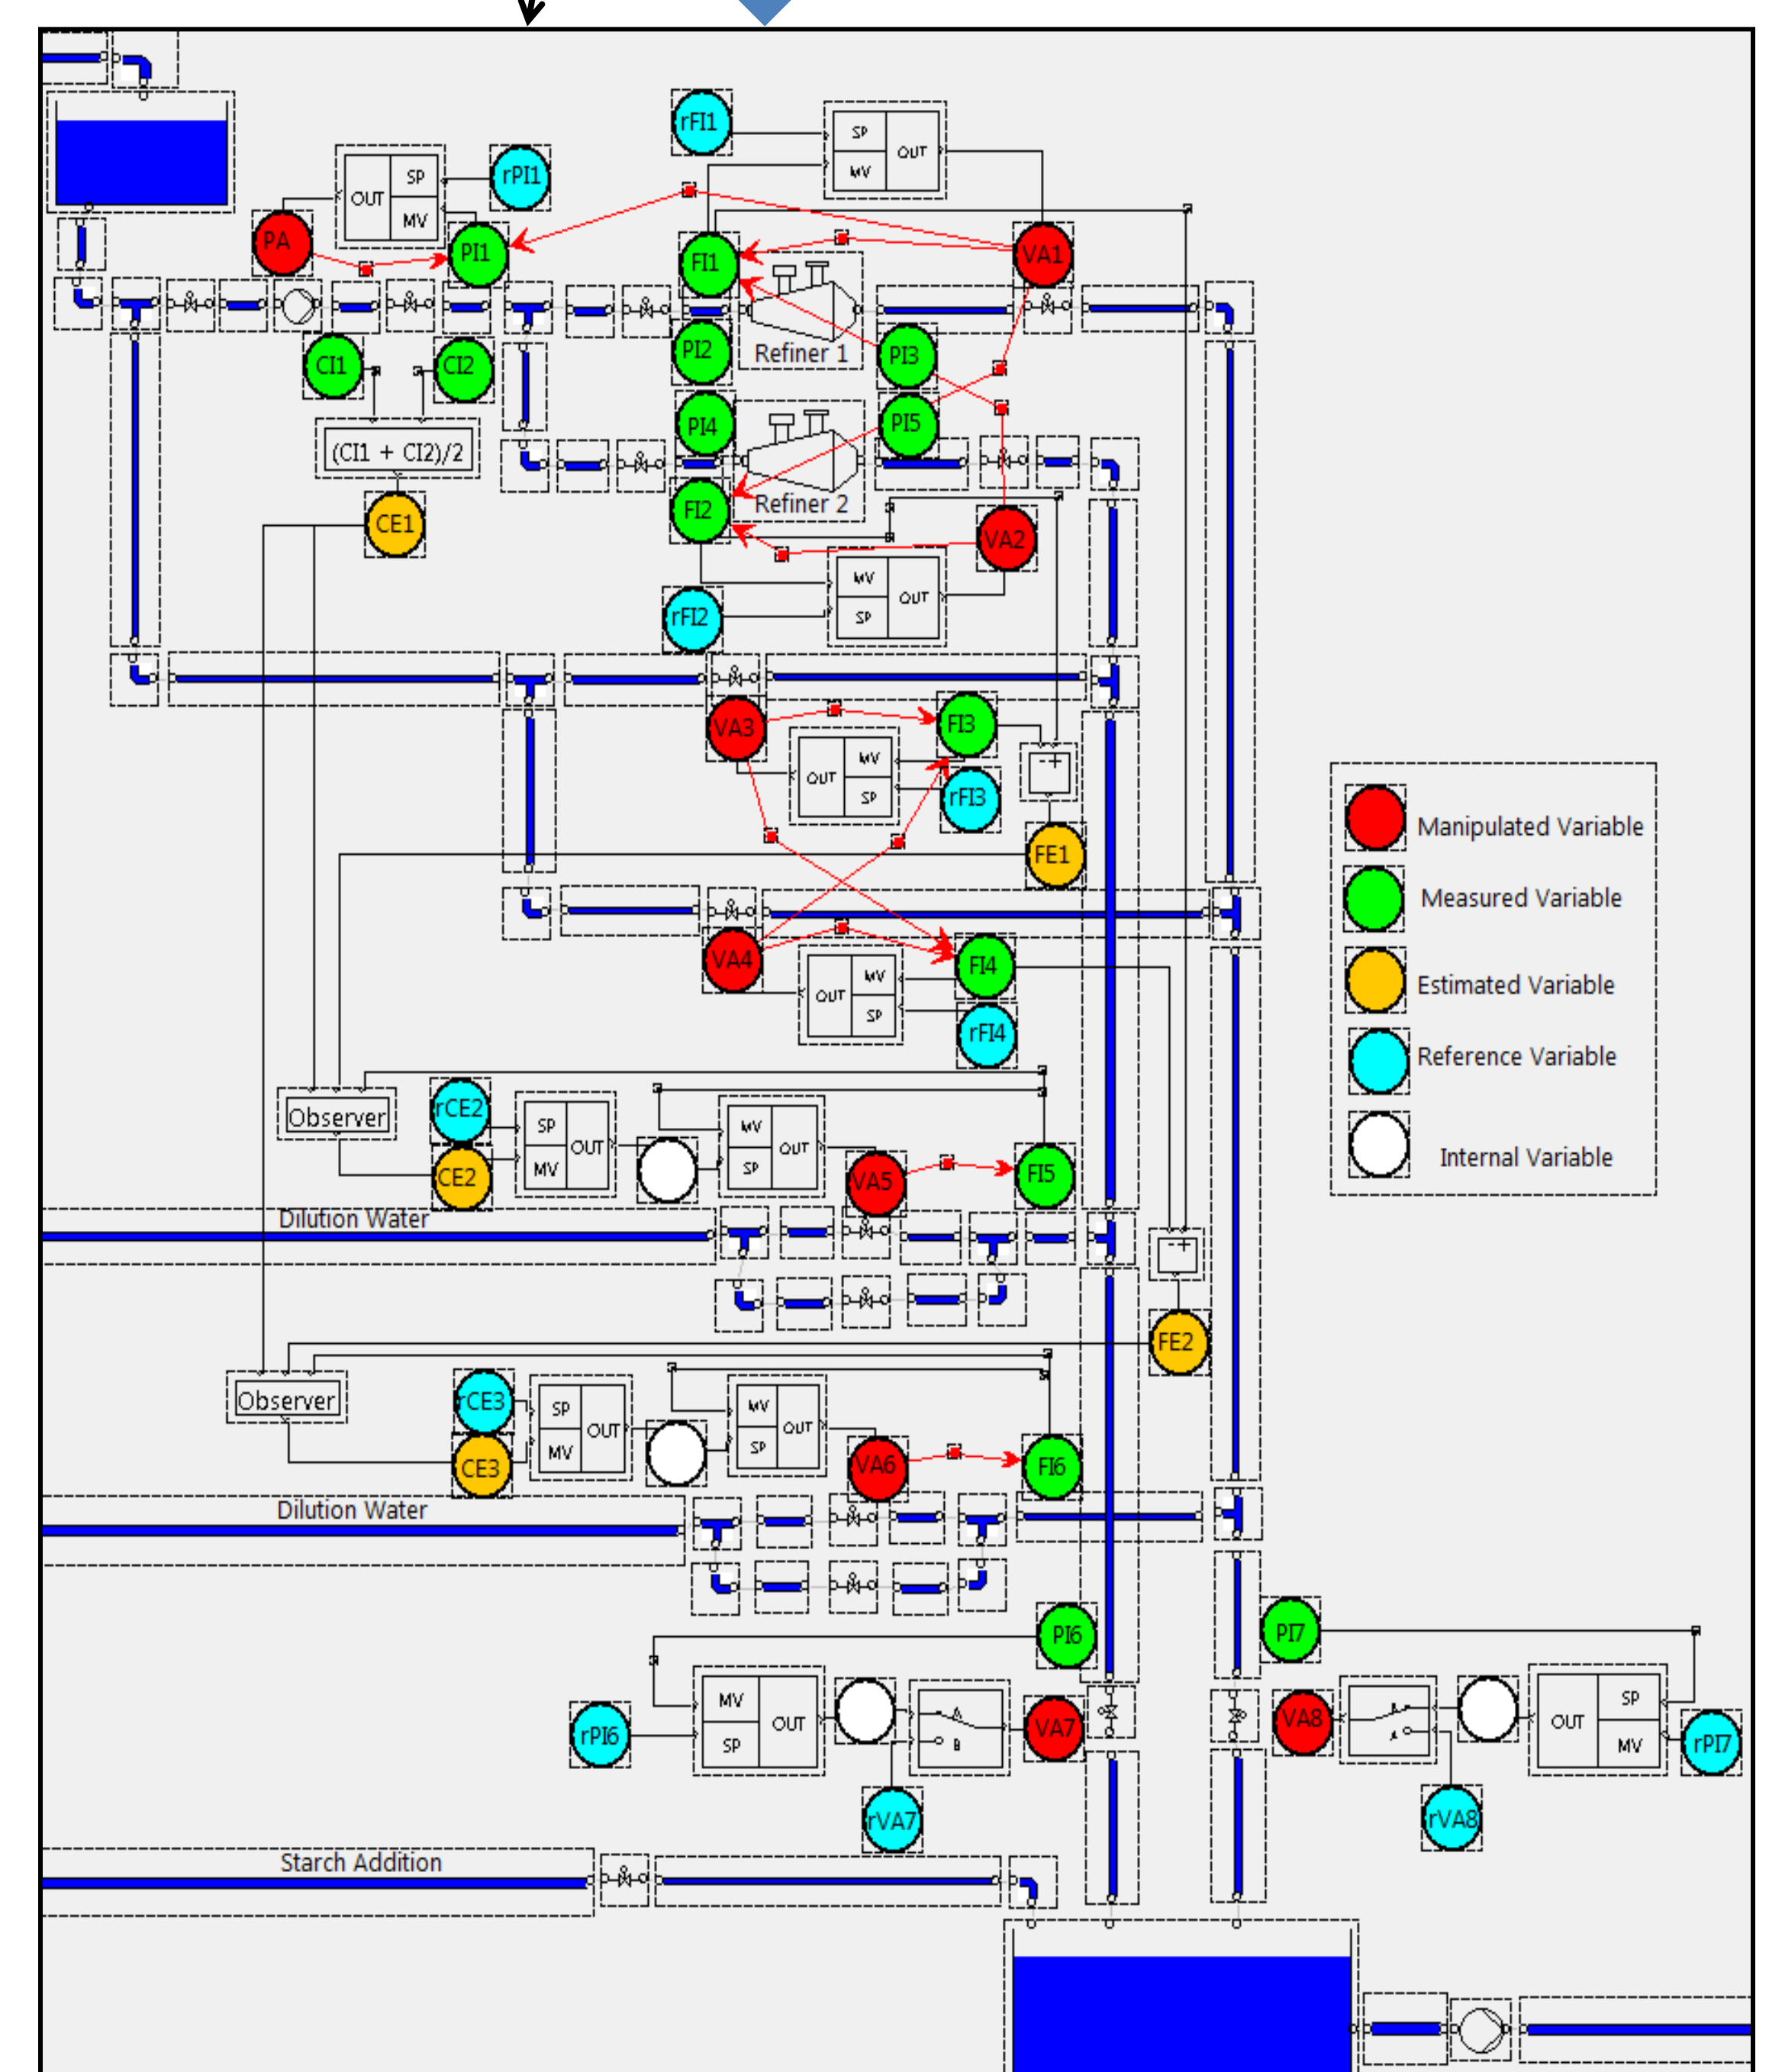 rFI1
SP
MV
OUT
OUT
SP
MV
rPI1
PA
PI1
FI1
VA1
Refiner 1
CI1
CI2
PI2
PI3
PI4
PI5
(CI1 + CI2)/2
Refiner 2
CE1
FI2
VA2
MV
SP
OUT
rFI2
VA3
FI3
OUT
MV
SP
-+
rFI3
FE1
Manipulated Variable
Measured Variable
VA4
FI4
OUT
MV
SP
Estimated Variable
rFI4
Reference Variable
Observer
rCE2
SP
MV
OUT
MV
SP
OUT
CE2
VA5
FI5
Internal Variable
Dilution Water
-+
FE2
Observer
rCE3
SP
MV
OUT
MV
SP
OUT
CE3
VA6
FI6
Dilution Water
PI6
PI7
MV
SP
OUT
rPI6
A
B
VA7
VA8
A
OUT
SP
MV
rPI7
rVA7
rVA8
Starch Addition